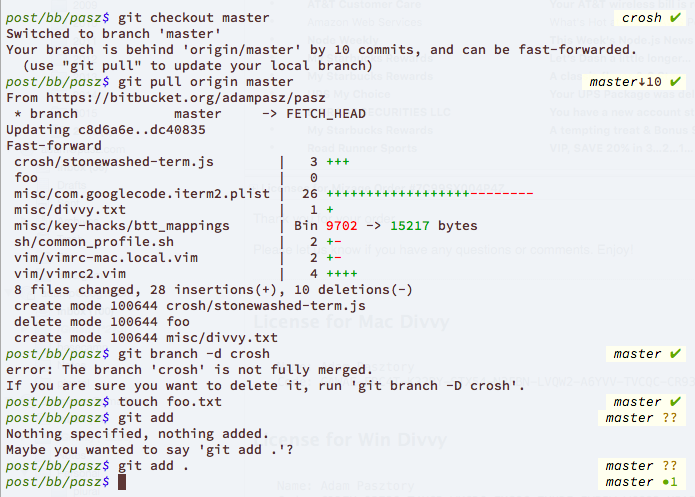 post/bb/pasz$ git checkout master crosh ✔
Switched to branch 'master'
Your branch is behind 'origin/master' by 10 commits, and can be fast-forwarded.
(use "git pull" to update your local branch)
post/bb/pasz$ git pull origin master master↓10 ✔
From https://bitbucket.org/adampasz/pasz
* branch master -> FETCH_HEAD
Updating c8d6a6e..dc40835
Fast-forward
crosh/stonewashed-term.js | 3 +++
foo | 0
misc/com.googlecode.iterm2.plist | 26 ++++++++++++++++++--------
misc/divvy.txt | 1 +
misc/key-hacks/btt_mappings | Bin 9702 -> 15217 bytes
sh/common_profile.sh | 2 +-
vim/vimrc-mac.local.vim | 2 +-
vim/vimrc2.vim | 4 ++++
8 files changed, 28 insertions(+), 10 deletions(-)
create mode 100644 crosh/stonewashed-term.js
delete mode 100644 foo
create mode 100644 misc/divvy.txt
post/bb/pasz$ git branch -d crosh master ✔
error: The branch 'crosh' is not fully merged.
If you are sure you want to delete it, run 'git branch -D crosh'.
post/bb/pasz$ touch foo.txt master ✔
post/bb/pasz$ git add master ??
Nothing specified, nothing added.
Maybe you wanted to say 'git add .'?
post/bb/pasz$ git add . master ??
post/bb/pasz$ master ●1
License for Mac Divvy
License for Win Divvy